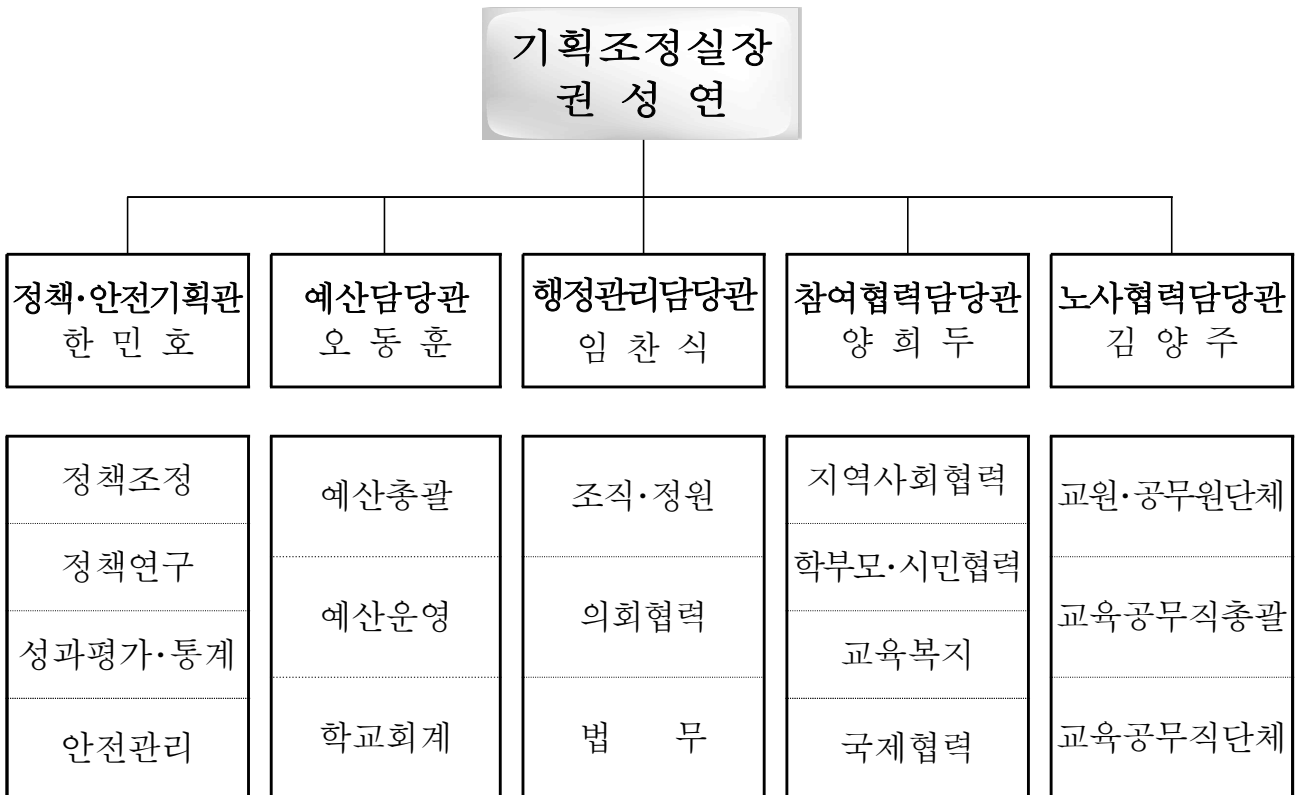 기획조정실장
권 성 연
정책·안전기획관
한 민 호
예산담당관
오 동 훈
행정관리담당관
임 찬 식
참여협력담당관
양 희 두
노사협력담당관
김 양 주
정책조정
정책연구
성과평가·통계
안전관리
예산총괄
예산운영
학교회계
조직·정원
의회협력
법 무
지역사회협력
학부모·시민협력
교육복지
국제협력
교원·공무원단체
교육공무직총괄
교육공무직단체